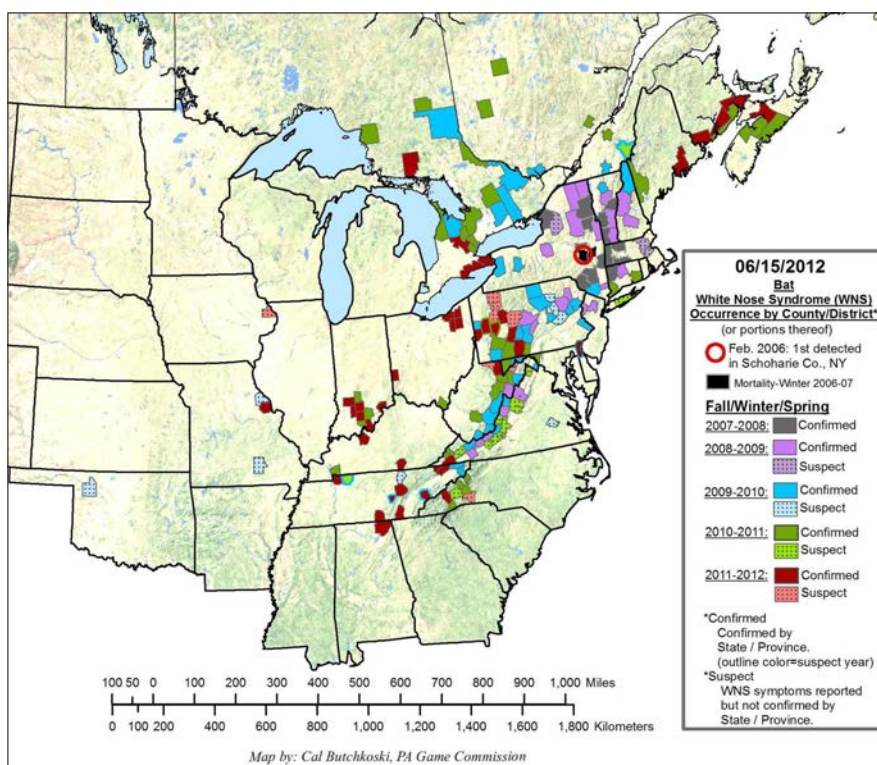 06/15/2012
Bat
White Nose Syndrome (WNS)
Occurrence by County/District*
(or portions thereof)
Feb. 2006: 1st detected
in Schoharie Co., NY
Mortality-Winter 2006-07
Fall/Winter/Spring
2007-2008: Confirmed
2008-2009: Confirmed
Suspect
2009-2010: Confirmed
Suspect
2010-2011: Confirmed
Suspect
2011-2012: Confirmed
Suspect
*Confirmed
Confirmed by
State / Province.
(outline color=suspect year)
*Suspect
WNS symptoms reported
but not confirmed by
State / Province.
100 50 0 100 200 300 400 500 600 700 800 900 1,000 Miles
0 100 200 400 600 800 1,000 1,200 1,400 1,600 1,800 Kilometers
Map by: Cal Butchkoski, PA Game Commission